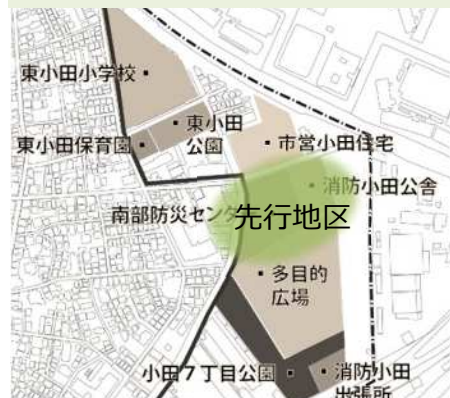 東小田小学校
東小田
公園
東小田保育園
市営小田住宅
消防小田公舎
南部防災センタ
先行地区
多目的
広場
小田7丁目公園
消防小田
出張所